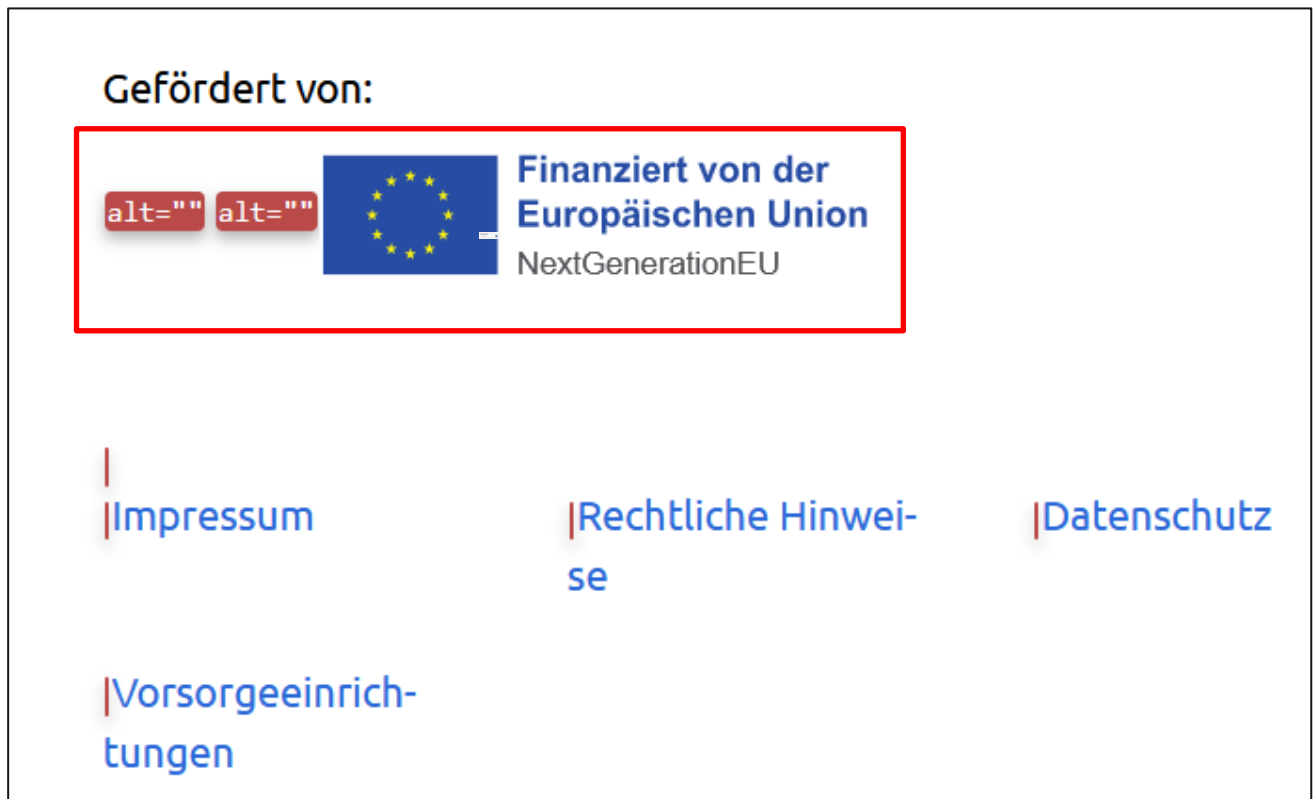 Gefördert von:
alt="" alt=""
Finanziert von der
Europäischen Union
NextGenerationEU
Impressum
Rechtliche Hinwei-
se
Datenschutz
Vorsorgeeinrich-
tungen